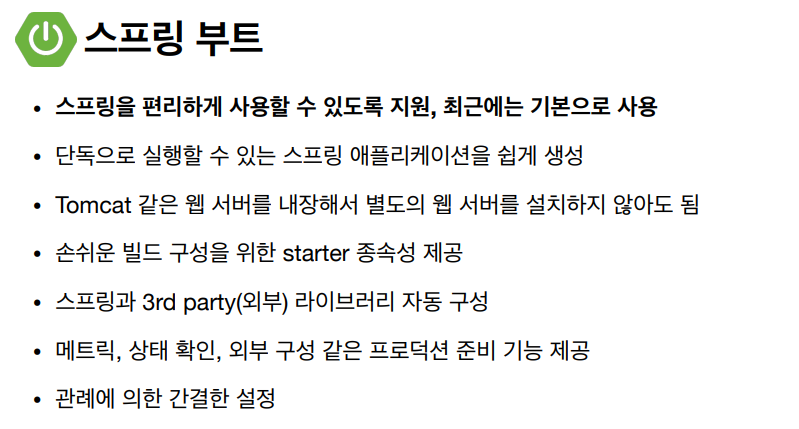 스프링 부트
• 스프링을 편리하게 사용할 수 있도록 지원, 최근에는 기본으로 사용
• 단독으로 실행할 수 있는 스프링 애플리케이션을 쉽게 생성
• Tomcat 같은 웹 서버를 내장해서 별도의 웹 서버를 설치하지 않아도 됨
• 손쉬운 빌드 구성을 위한 starter 종속성 제공
• 스프링과 3rd party(외부) 라이브러리 자동 구성
• 메트릭, 상태 확인, 외부 구성 같은 프로덕션 준비 기능 제공
• 관례에 의한 간결한 설정